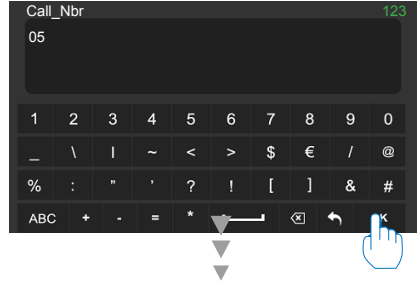 Call_Nbr 123
05
1 2 3 4 5 6 7 8 9 0
_ \ | ~ < > $ € / @
% : " ' ? ! [ ] & #
ABC + - = * K